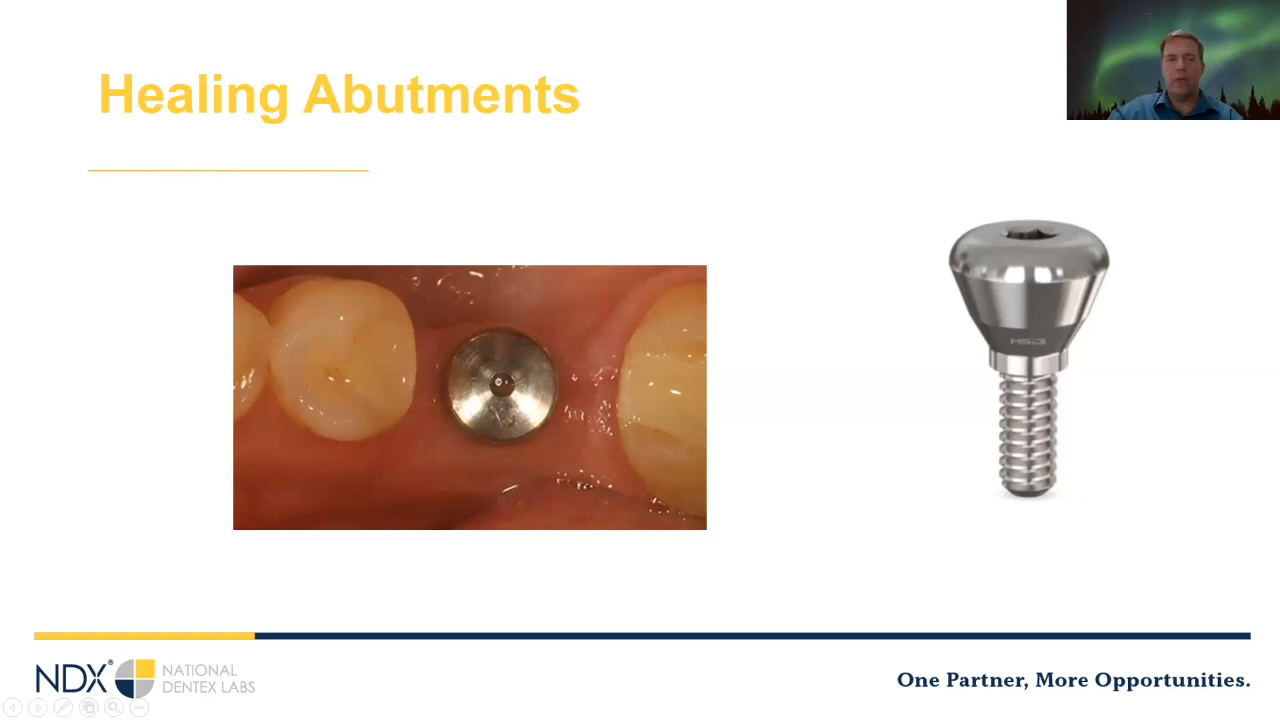 Healing Abutments
NDX®
NATIONAL
DENTEX LABS
One Partner, More Opportunities.